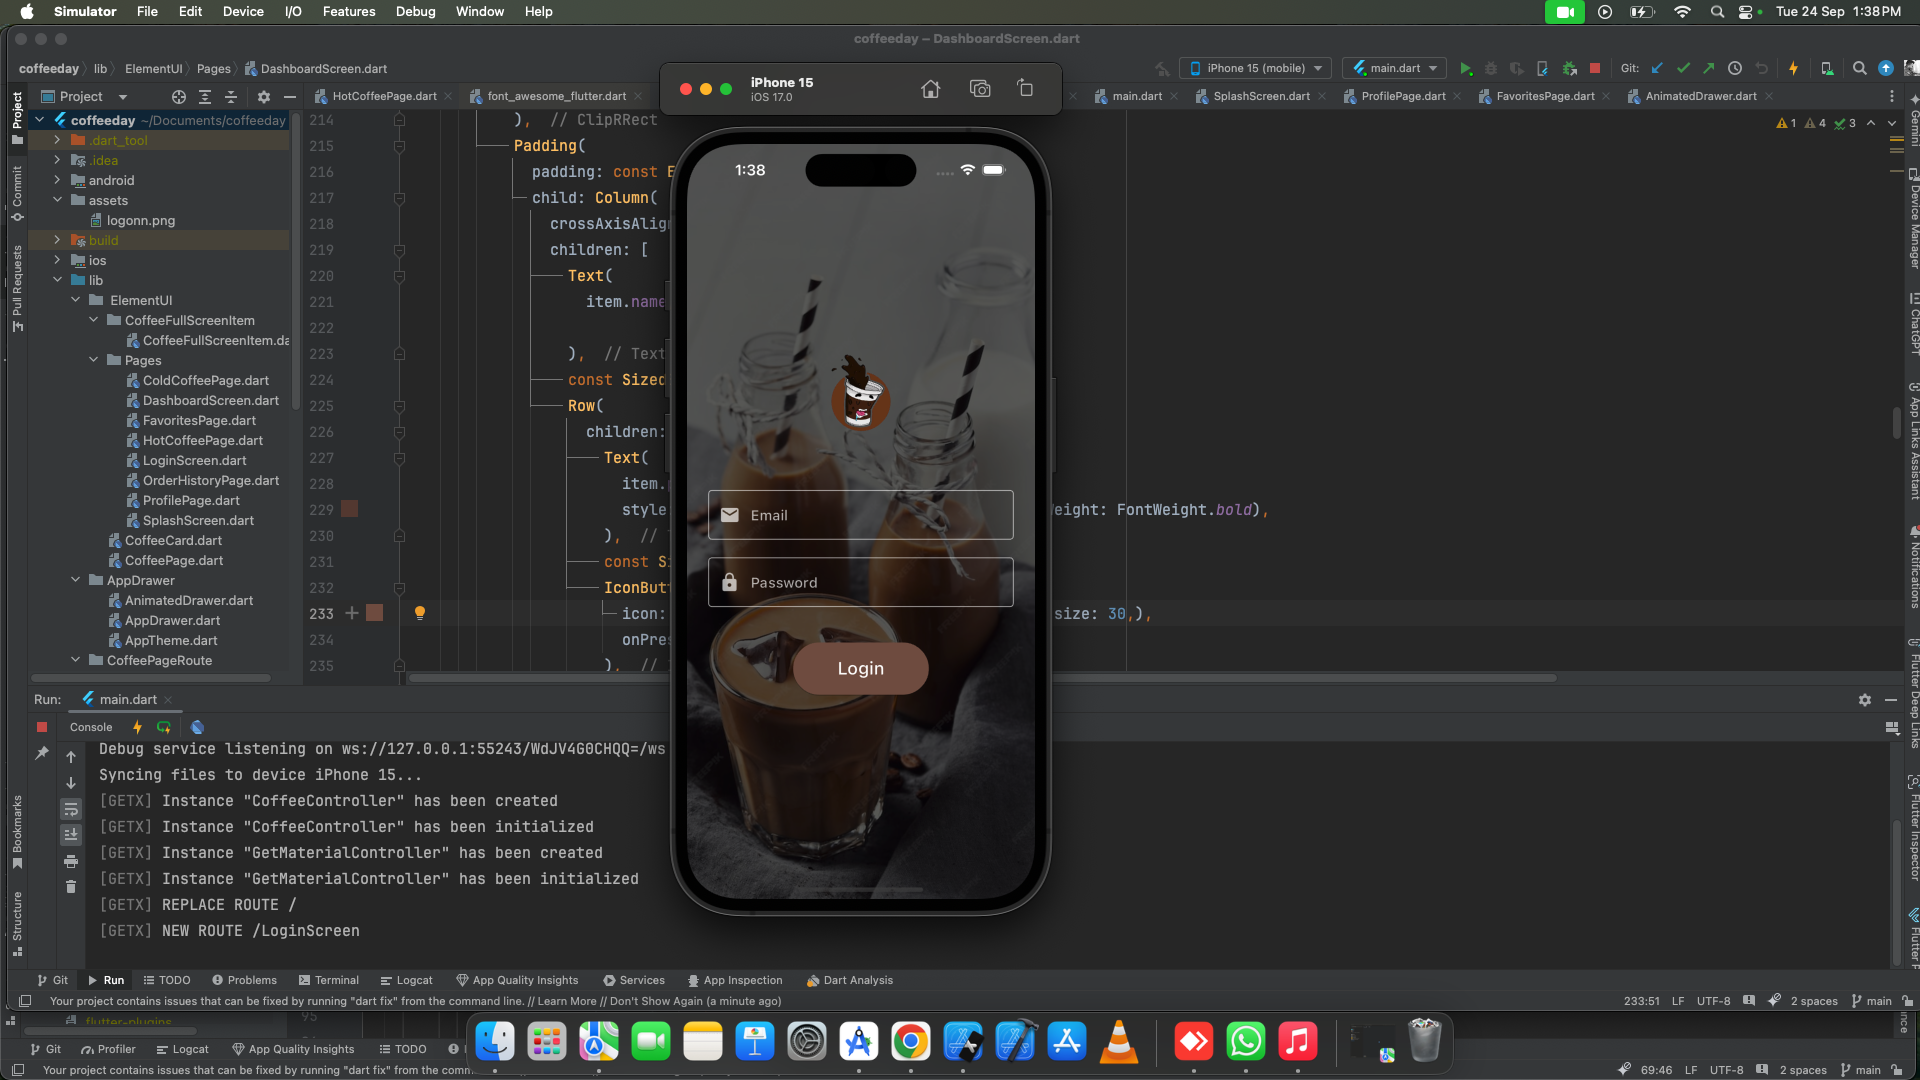 Simulator File Edit Device I/O Features Debug Window Help
Tue 24 Sep 1:38 PM
coffeeday – DashboardScreen.dart
coffeeday lib ElementUI Pages DashboardScreen.dart
iPhone 15 (mobile) main.dart Git:
iPhone 15
iOS 17.0
Project
HotCoffeePage.dart font_awesome_flutter.dart main.dart SplashScreen.dart ProfilePage.dart FavoritesPage.dart AnimatedDrawer.dart
1 4 3
coffeeday ~/Documents/coffeeday
.dart_tool
.idea
android
assets
logonn.png
build
ios
lib
ElementUI
CoffeeFullScreenItem
CoffeeFullScreenItem.da
Pages
ColdCoffeePage.dart
DashboardScreen.dart
FavoritesPage.dart
HotCoffeePage.dart
LoginScreen.dart
OrderHistoryPage.dart
ProfilePage.dart
SplashScreen.dart
CoffeeCard.dart
CoffeePage.dart
AppDrawer
AnimatedDrawer.dart
AppDrawer.dart
AppTheme.dart
CoffeePageRoute
214 ), // ClipRRect
215 Padding(
216 padding: const E
217 child: Column(
218 crossAxisAlign
219 children: [
220 Text(
221 item.name
222
223 ), // Text
224 const Sized
225 Row(
226 children:
227 Text(
228 item.
229 style eight: FontWeight.bold),
230 ), //
231 const S
232 IconBut
233 icon: size: 30,),
234 onPres
235 ), //
1:38
Email
Password
Login
Project
Commit
Pull Requests
Bookmarks
Structure
Gemini
Device Manager
ChatGPT
App Links Assistant
Notifications
Flutter Deep Links
Flutter Inspector
Run: main.dart
Console
Debug service listening on ws://127.0.0.1:55243/WdJV4G0CHQQ=/ws
Syncing files to device iPhone 15...
[GETX] Instance "CoffeeController" has been created
[GETX] Instance "CoffeeController" has been initialized
[GETX] Instance "GetMaterialController" has been created
[GETX] Instance "GetMaterialController" has been initialized
[GETX] REPLACE ROUTE /
[GETX] NEW ROUTE /LoginScreen
Git Run TODO Problems Terminal Logcat App Quality Insights Services App Inspection Dart Analysis
Your project contains issues that can be fixed by running "dart fix" from the command line. // Learn More // Don't Show Again (a minute ago)
233:51 LF UTF-8 2 spaces main
flutter-plugins 95
Git Profiler Logcat App Quality Insights TODO
Your project contains issues that can be fixed by running "dart fix" from the comm
69:46 LF UTF-8 2 spaces main